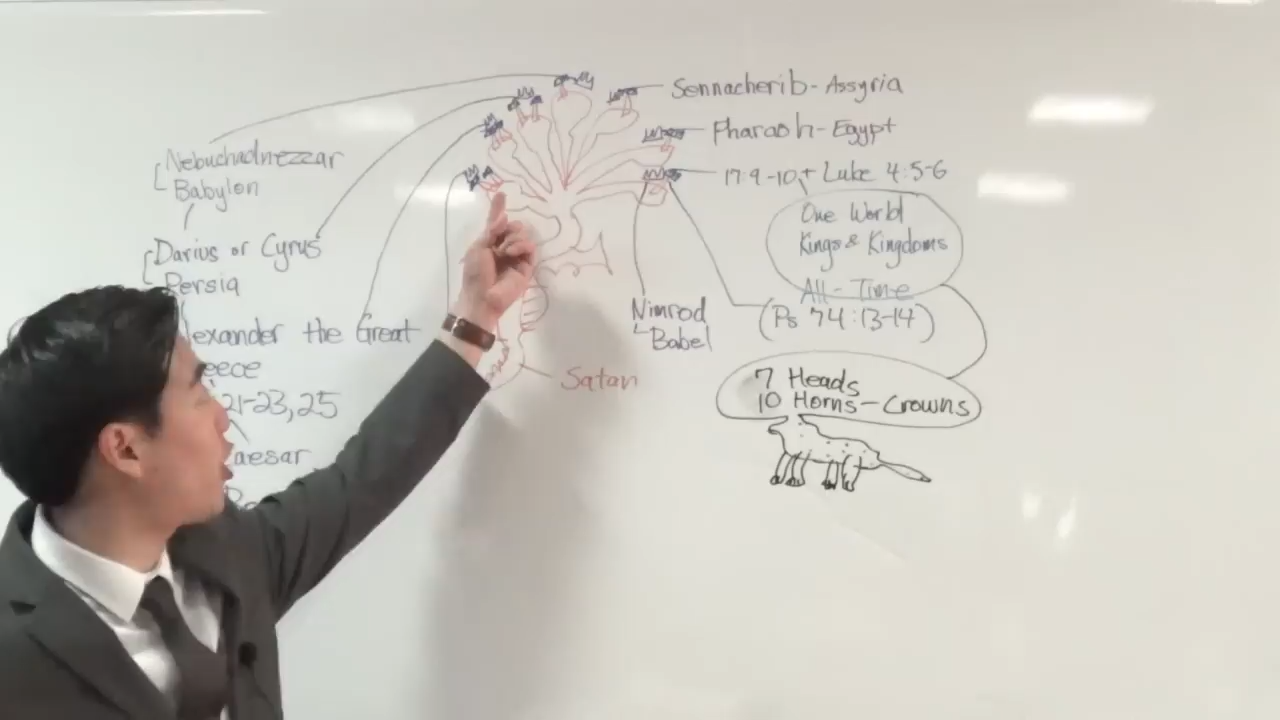 Sennacherib - Assyria
Pharaoh - Egypt
17:9-10, + Luke 4:5-6
One World
Kings & Kingdoms
All - Time
(Ps 74:13-14)
Nimrod
Babel
7 Heads
10 Horns - Crowns
Satan
Nebuchadnezzar
Babylon
Darius or Cyrus
Persia
lexander the Great
eece
21-23, 25
aesar